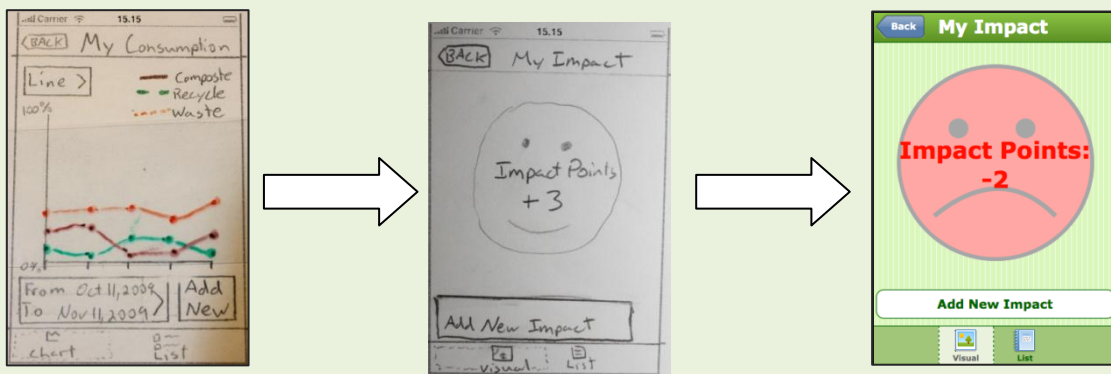 Carrier 15.15
BACK My Consumption
Line >
Composte
Recycle
Waste
100%
0%
From Oct 11, 2009
To Nov 11, 2009 >
Add
New
Chart
List
Carrier 15.15
BACK My Impact
Impact Points
+3
Add New Impact
Visual List
Back My Impact
Impact Points:
-2
Add New Impact
Visual List